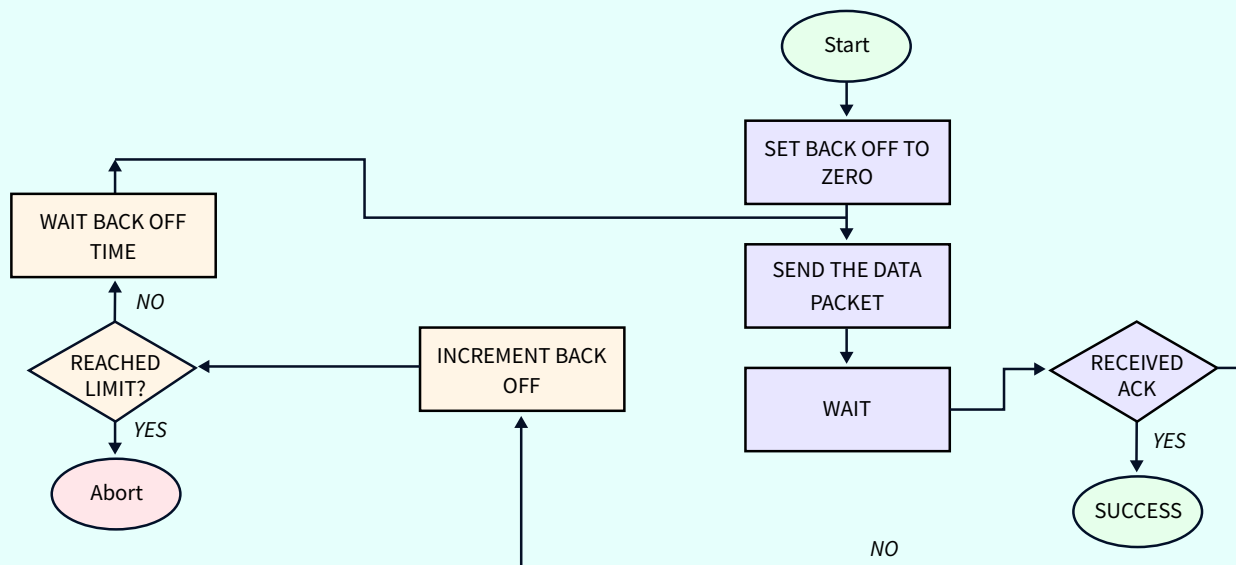 Start
SET BACK OFF TO
ZERO
WAIT BACK OFF
TIME
SEND THE DATA
PACKET
NO
INCREMENT BACK
OFF
REACHED
LIMIT?
RECEIVED
ACK
WAIT
YES
YES
Abort
SUCCESS
NO